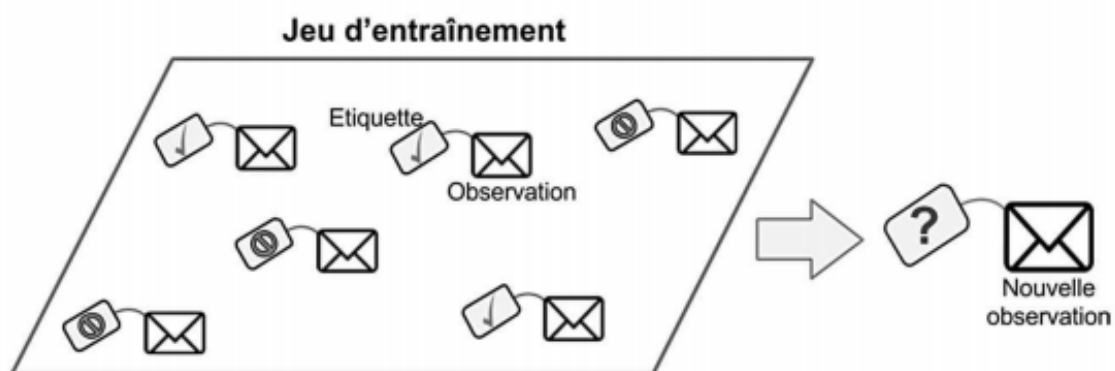 Jeu d'entraînement
Etiquette
Observation
?
Nouvelle
observation